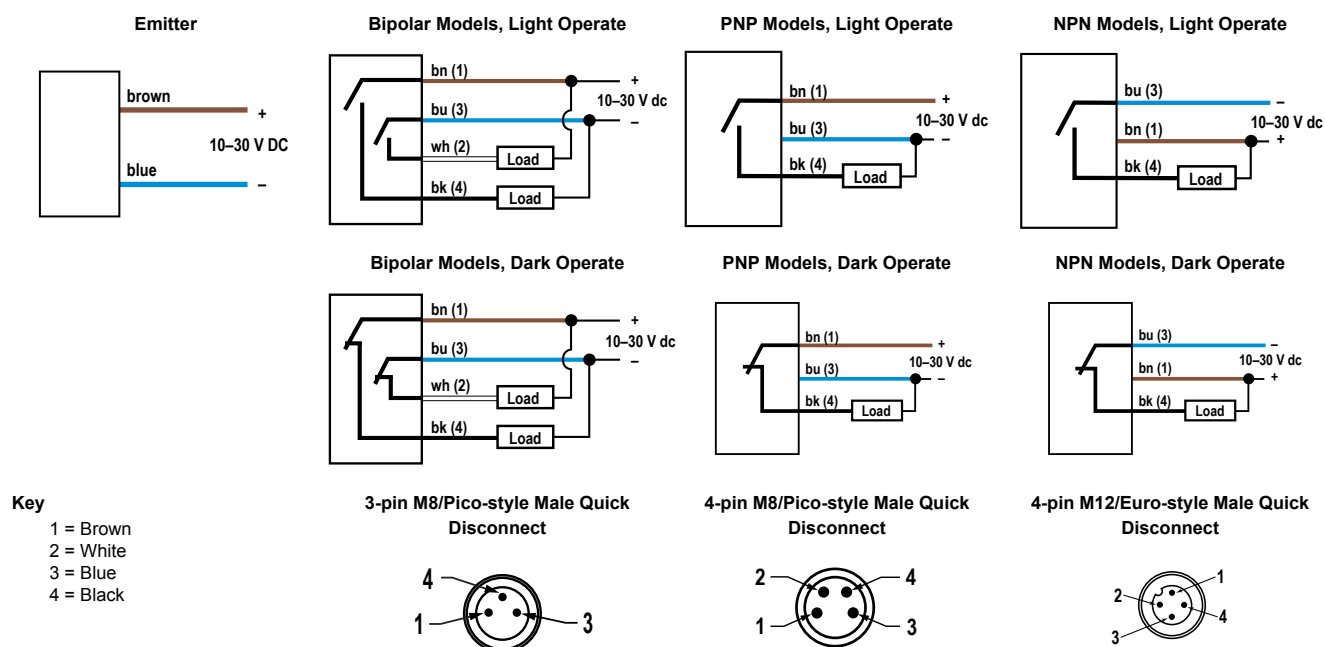 Emitter
brown
+
10–30 V DC
blue
–
Bipolar Models, Light Operate
bn (1)
+
10–30 V dc
bu (3)
–
wh (2)
Load
bk (4)
Load
PNP Models, Light Operate
bn (1)
+
10–30 V dc
bu (3)
–
bk (4)
Load
NPN Models, Light Operate
bu (3)
–
10–30 V dc
bn (1)
+
bk (4)
Load
Bipolar Models, Dark Operate
bn (1)
+
10–30 V dc
bu (3)
–
wh (2)
Load
bk (4)
Load
PNP Models, Dark Operate
bn (1)
+
10–30 V dc
bu (3)
–
bk (4)
Load
NPN Models, Dark Operate
bu (3)
–
10–30 V dc
bn (1)
+
bk (4)
Load
Key
1 = Brown
2 = White
3 = Blue
4 = Black
3-pin M8/Pico-style Male Quick
Disconnect
4
1
3
4-pin M8/Pico-style Male Quick
Disconnect
2
4
1
3
4-pin M12/Euro-style Male Quick
Disconnect
1
2
4
3